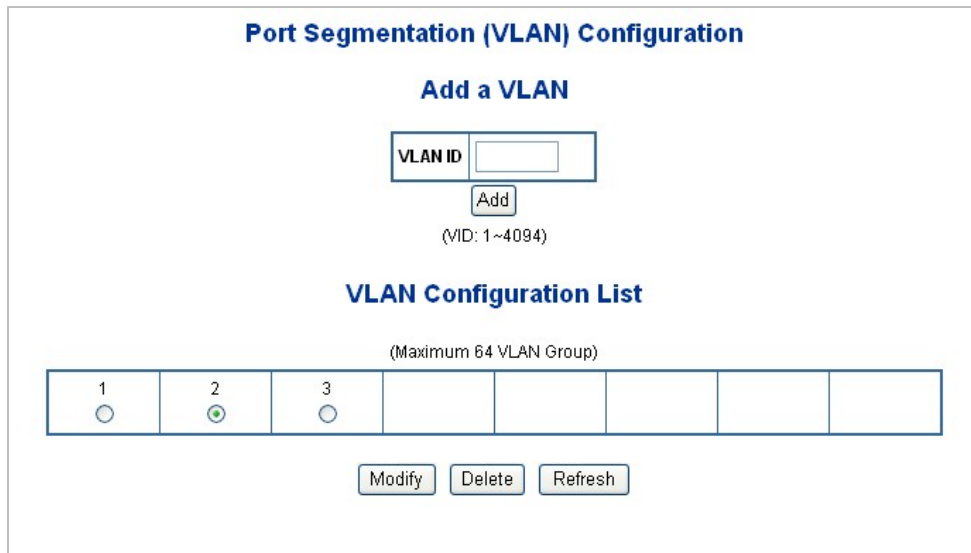 Port Segmentation (VLAN) Configuration
Add a VLAN
VLAN ID
Add
(VID: 1~4094)
VLAN Configuration List
(Maximum 64 VLAN Group)
1 2 3
Modify Delete Refresh